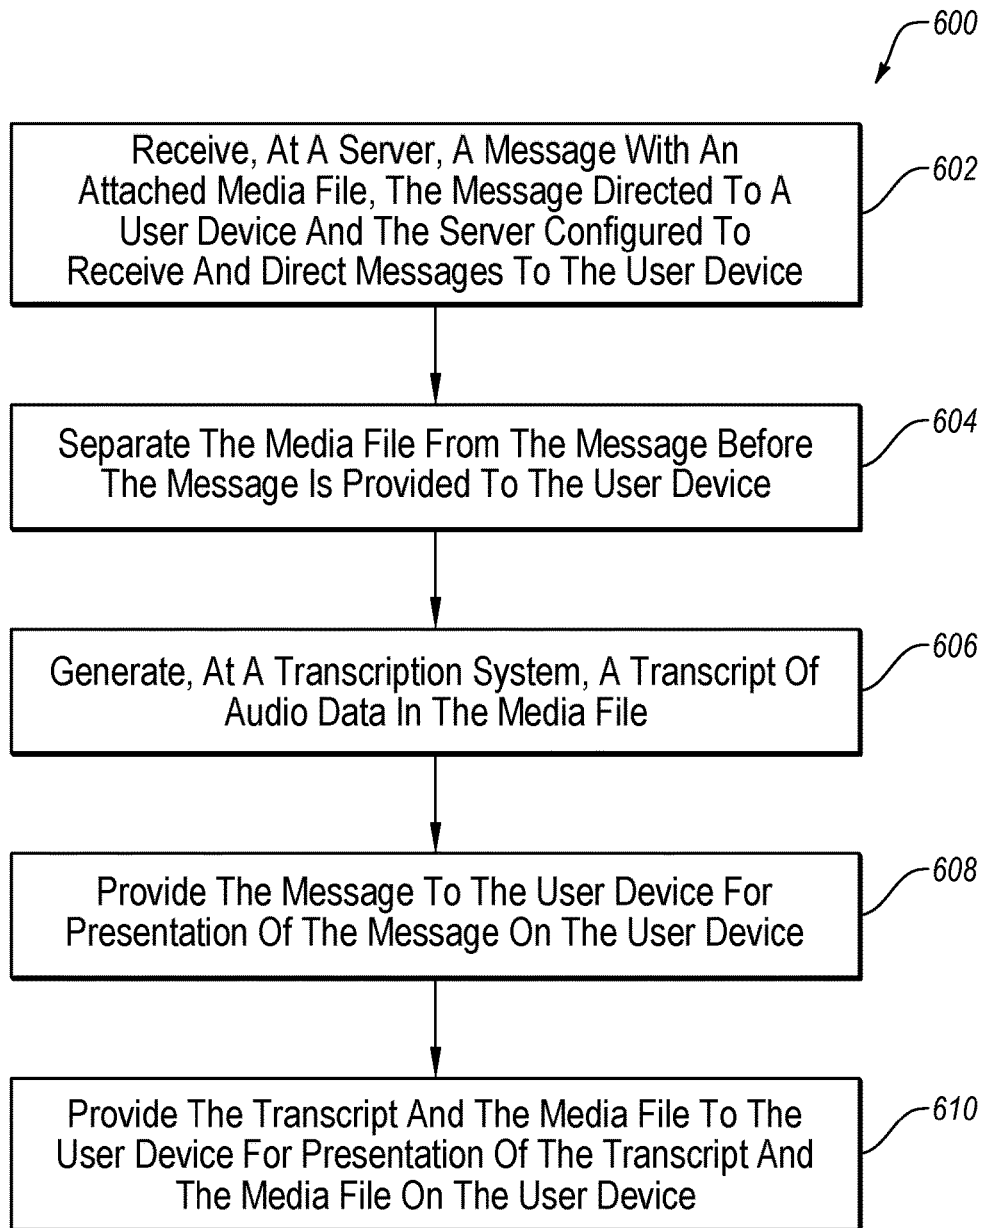 600
Receive, At A Server, A Message With An
Attached Media File, The Message Directed To A
User Device And The Server Configured To
Receive And Direct Messages To The User Device
602
Separate The Media File From The Message Before
The Message Is Provided To The User Device
604
Generate, At A Transcription System, A Transcript Of
Audio Data In The Media File
606
Provide The Message To The User Device For
Presentation Of The Message On The User Device
608
Provide The Transcript And The Media File To The
User Device For Presentation Of The Transcript And
The Media File On The User Device
610